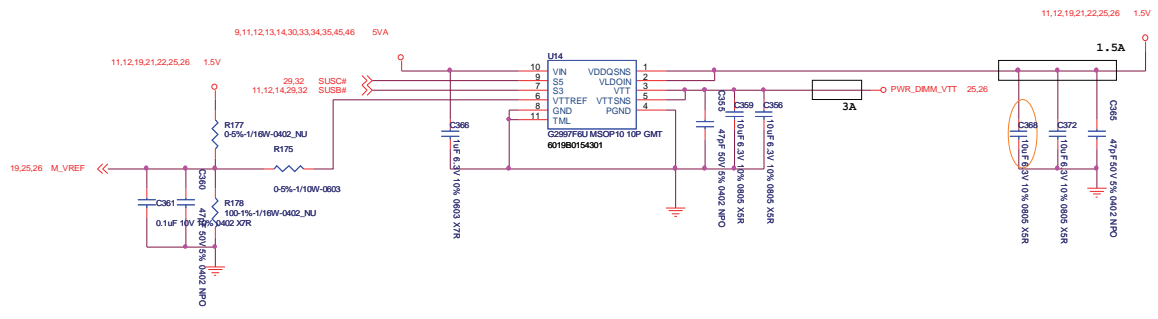 11,12,19,21,22,25,26 1.5V
9,11,12,13,14,30,33,34,35,45,46 5VA
1.5A
U14
11,12,19,21,22,25,26 1.5V
10 VIN VDDQSNS 1
29,32 SUSC# 9 S5 VLDOIN 2
11,12,14,29,32 SUSB# 7 S3 VTT 3 PWR_DIMM_VTT 25,26
6 VTTREF VTTSNS 5
8 GND PGND 4
11 TML
3A
G2997F6U MSOP10 10P GMT
6019B0154301
R177
0-5%-1/16W-0402_NU
R175
0-5%-1/10W-0603
19,25,26 M_VREF
R178
100-1%-1/16W-0402_NU
C361
0.1uF 10V 10% 0402 X7R
C360
47pF 50V 5% 0402 NPO
C366
1uF 6.3V 10% 0603 X7R
C355
47pF 50V 5% 0402 NPO
C359
10uF 6.3V 10% 0805 X5R
C356
10uF 6.3V 10% 0805 X5R
C368
10uF 6.3V 10% 0805 X5R
C372
10uF 6.3V 10% 0805 X5R
C365
47pF 50V 5% 0402 NPO